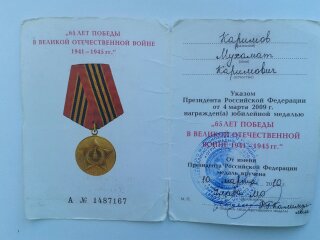 "65 ЛЕТ ПОБЕДЫ
В ВЕЛИКОЙ ОТЕЧЕСТВЕННОЙ ВОЙНЕ
1941—1945 гг."
А № 1487167
Каримов
Мухамат
Каримович
Указом
Президента Российской Федерации
от 4 марта 2009 г.
награжден(а) юбилейной медалью
"65 ЛЕТ ПОБЕДЫ
В ВЕЛИКОЙ ОТЕЧЕСТВЕННОЙ
ВОЙНЕ 1941—1945 гг."
От имени
Президента Российской Федерации
медаль вручена
10 марта 2010
М. П.